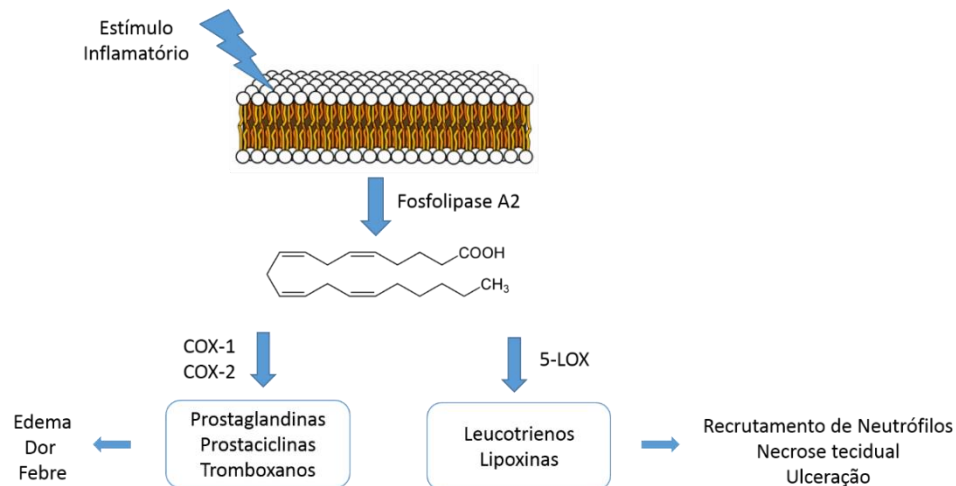 Estímulo
Inflamatório
Fosfolipase A2
COOH
CH3
COX-1
COX-2
5-LOX
Edema
Dor
Febre
Prostaglandinas
Prostaciclinas
Tromboxanos
Leucotrienos
Lipoxinas
Recrutamento de Neutrófilos
Necrose tecidual
Ulceração